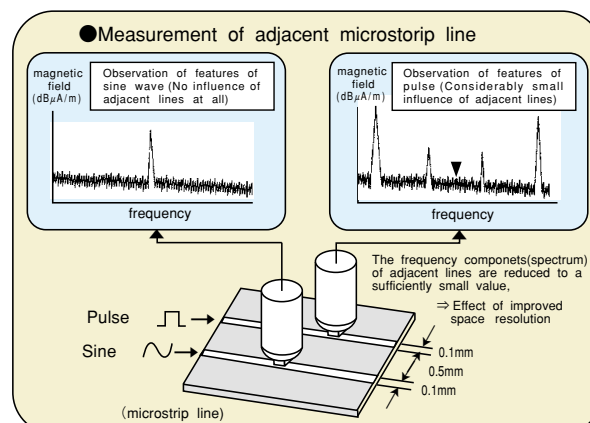 ●Measurement of adjacent microstorip line
magnetic
field
(dBμA/m)
Observation of features of
sine wave (No influence of
adjacent lines at all)
frequency
magnetic
field
(dBμA/m)
Observation of features of
pulse (Considerably small
influence of adjacent lines)
frequency
The frequency componets(spectrum)
of adjacent lines are reduced to a
sufficiently small value,
⇒ Effect of improved
space resolution
Pulse
Sine
0.1mm
0.5mm
0.1mm
(microstrip line)